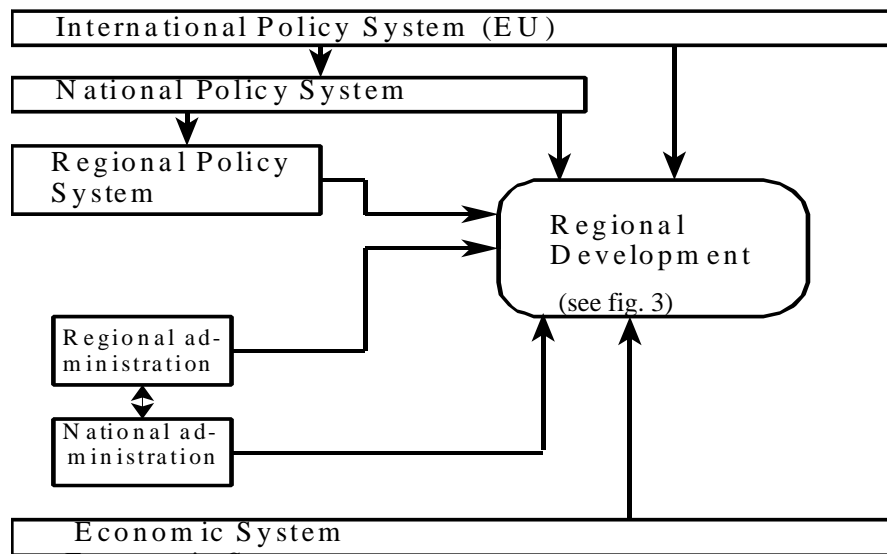 International Policy System (EU)
National Policy System
Regional Policy
System
Regional
Development
(see fig. 3)
Regional ad-
ministration
National ad-
ministration
Economic System